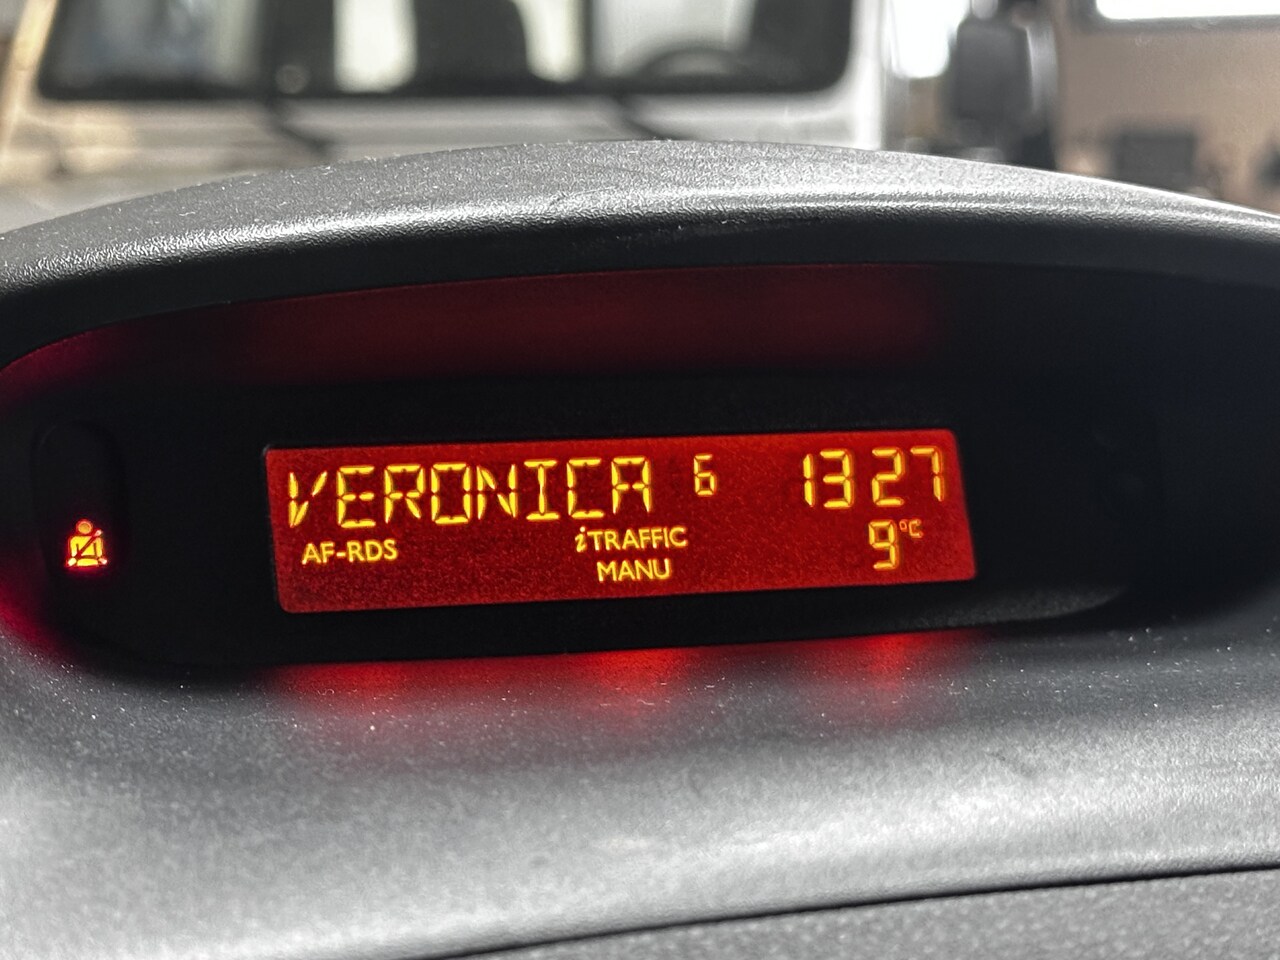 VERONICA 6 13 27
AF-RDS iTRAFFIC 9°C
MANU